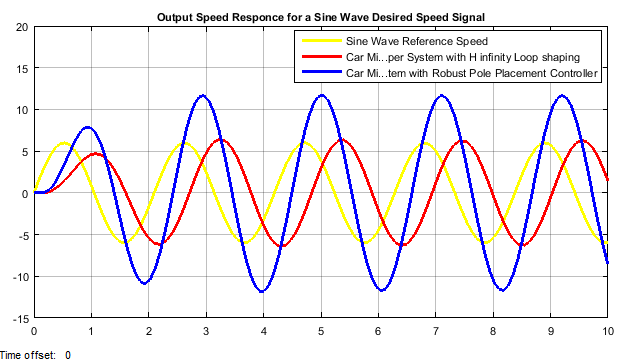 Output Speed Responce for a Sine Wave Desired Speed Signal
Sine Wave Reference Speed
Car Mi...per System with H infinity Loop shaping
Car Mi...tem with Robust Pole Placement Controller
20
15
10
5
0
-5
-10
-15
0 1 2 3 4 5 6 7 8 9 10
Time offset: 0